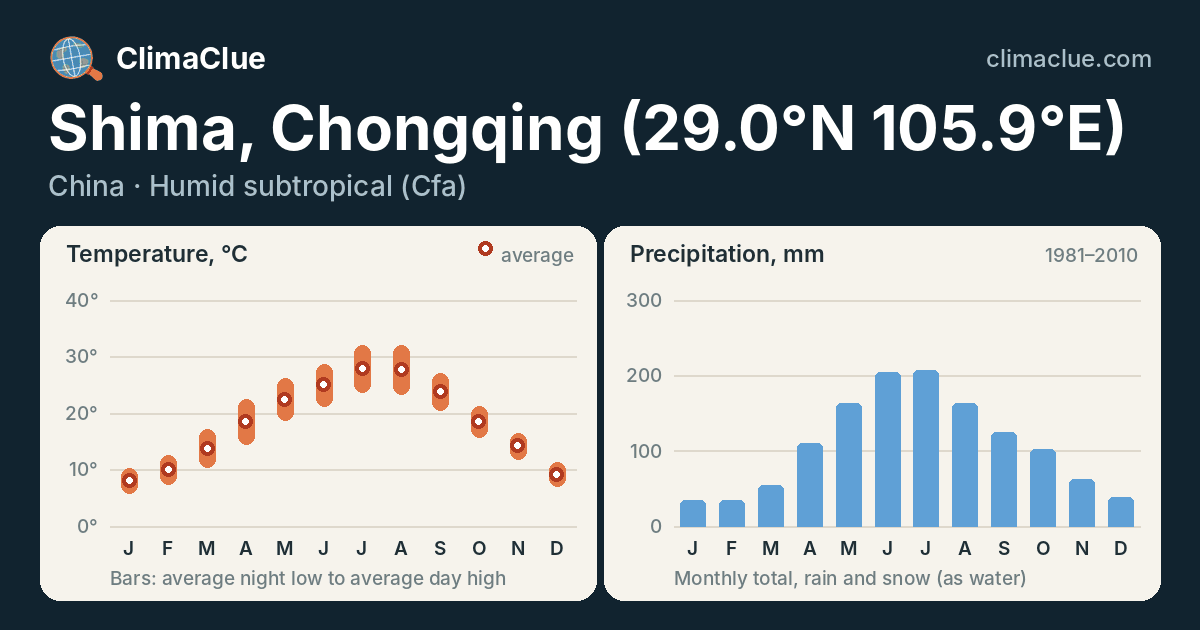 ClimaClue
climaclue.com
Shima, Chongqing (29.0°N 105.9°E)
China · Humid subtropical (Cfa)
Temperature, °C
average
40°
30°
20°
10°
0°
J F M A M J J A S O N D
Bars: average night low to average day high
Precipitation, mm
1981–2010
300
200
100
0
J F M A M J J A S O N D
Monthly total, rain and snow (as water)